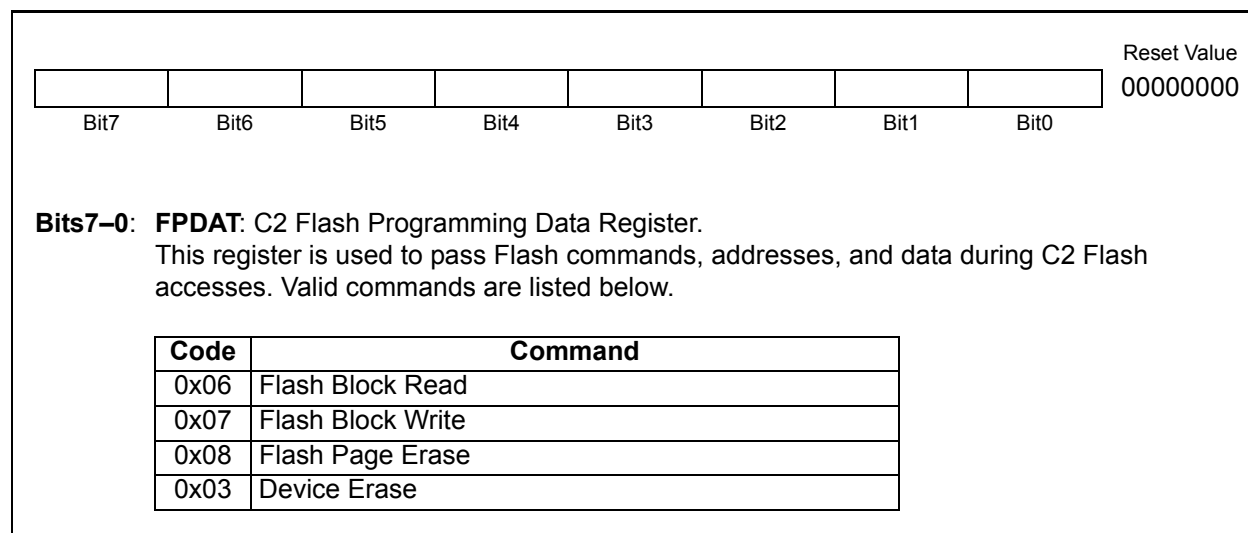 Reset Value
00000000
Bit7 Bit6 Bit5 Bit4 Bit3 Bit2 Bit1 Bit0
Bits7–0: FPDAT: C2 Flash Programming Data Register.
This register is used to pass Flash commands, addresses, and data during C2 Flash
accesses. Valid commands are listed below.
Code Command
0x06 Flash Block Read
0x07 Flash Block Write
0x08 Flash Page Erase
0x03 Device Erase